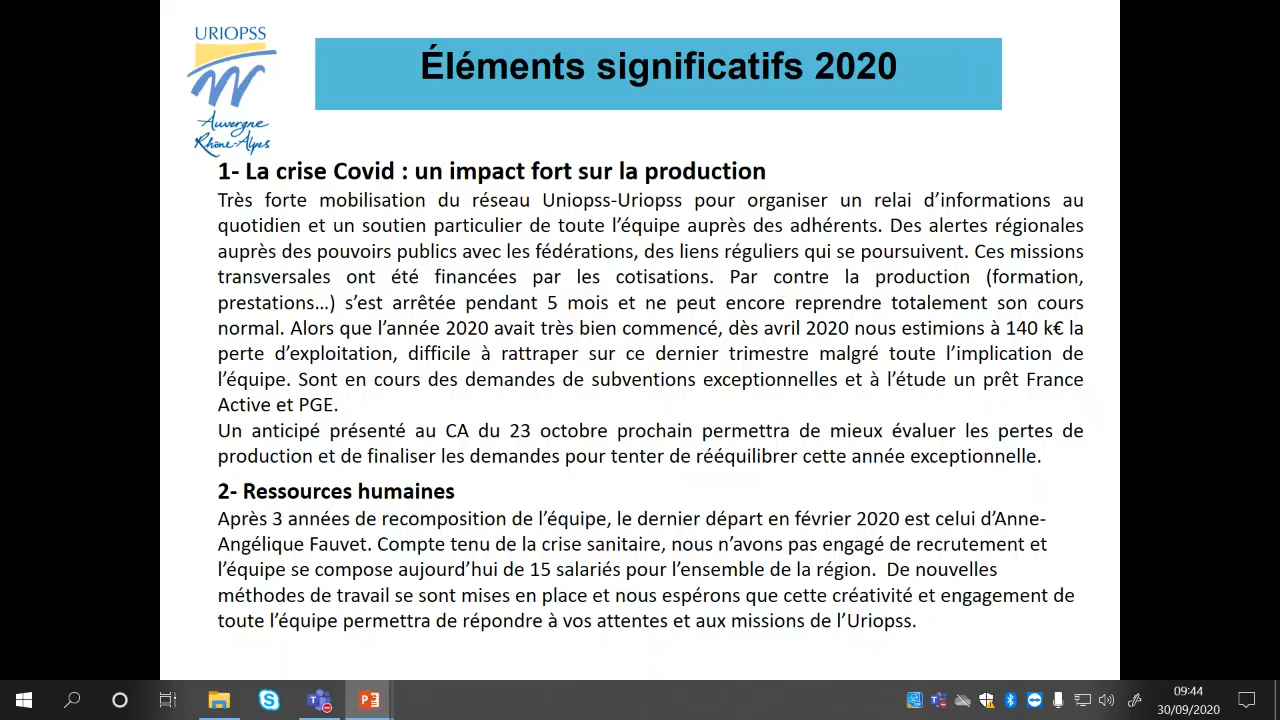 URIOPSS
Auvergne
Rhône-Alpes
Éléments significatifs 2020
1- La crise Covid : un impact fort sur la production
Très forte mobilisation du réseau Uniopss-Uriopss pour organiser un relai d’informations au
quotidien et un soutien particulier de toute l’équipe auprès des adhérents. Des alertes régionales
auprès des pouvoirs publics avec les fédérations, des liens réguliers qui se poursuivent. Ces missions
transversales ont été financées par les cotisations. Par contre la production (formation,
prestations…) s’est arrêtée pendant 5 mois et ne peut encore reprendre totalement son cours
normal. Alors que l’année 2020 avait très bien commencé, dès avril 2020 nous estimions à 140 k€ la
perte d’exploitation, difficile à rattraper sur ce dernier trimestre malgré toute l’implication de
l’équipe. Sont en cours des demandes de subventions exceptionnelles et à l’étude un prêt France
Active et PGE.
Un anticipé présenté au CA du 23 octobre prochain permettra de mieux évaluer les pertes de
production et de finaliser les demandes pour tenter de rééquilibrer cette année exceptionnelle.
2- Ressources humaines
Après 3 années de recomposition de l’équipe, le dernier départ en février 2020 est celui d’Anne-
Angélique Fauvet. Compte tenu de la crise sanitaire, nous n’avons pas engagé de recrutement et
l’équipe se compose aujourd’hui de 15 salariés pour l’ensemble de la région.  De nouvelles
méthodes de travail se sont mises en place et nous espérons que cette créativité et engagement de
toute l’équipe permettra de répondre à vos attentes et aux missions de l’Uriopss.
09:44
30/09/2020